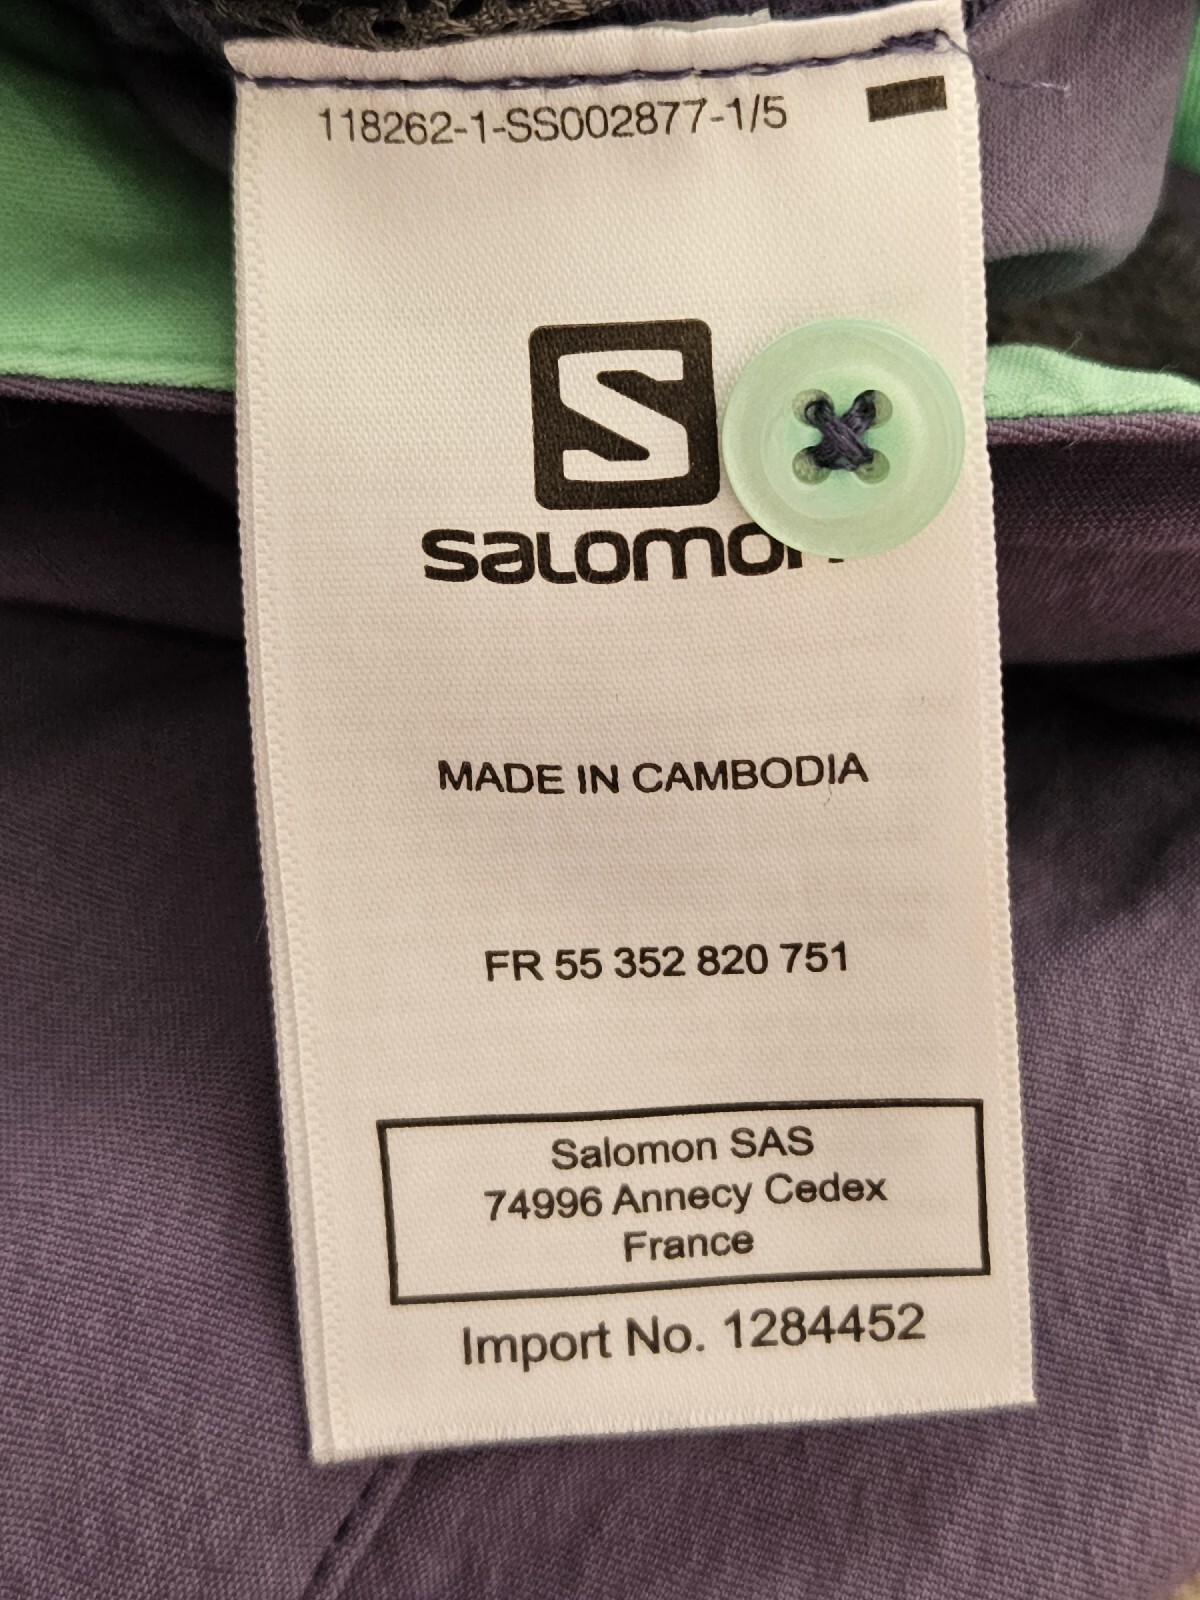 118262-1-SS002877-1/5
S
salomon
MADE IN CAMBODIA
FR 55 352 820 751
Salomon SAS
74996 Annecy Cedex
France
Import No. 1284452